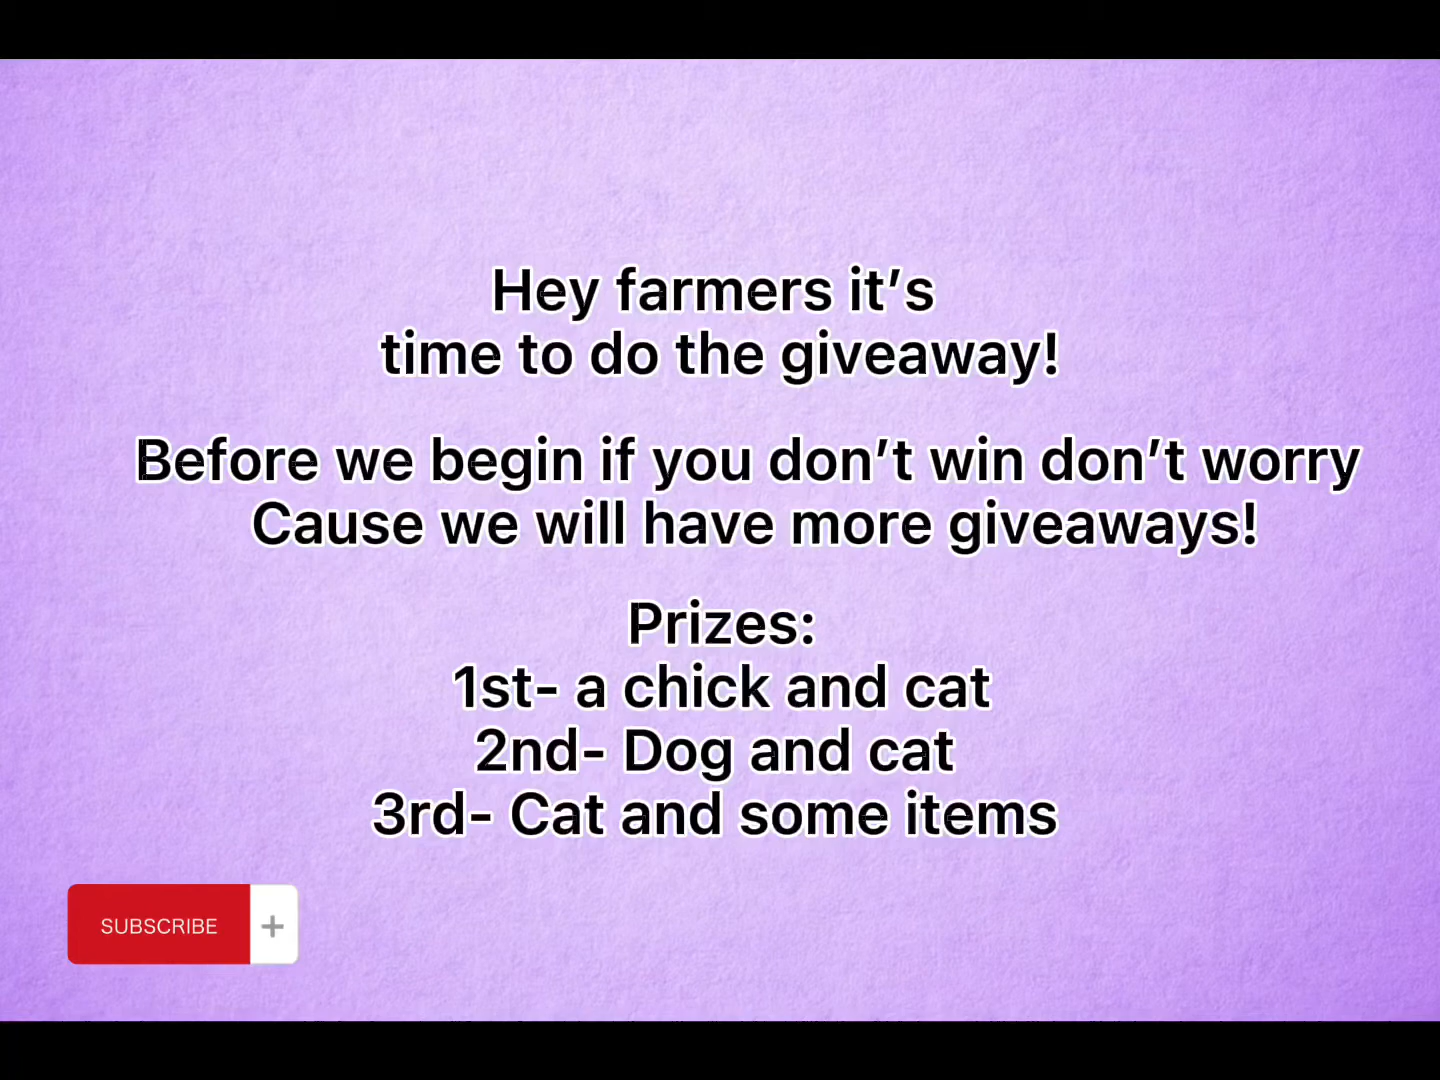 Hey farmers it’s
time to do the giveaway!
Before we begin if you don’t win don’t worry
Cause we will have more giveaways!
Prizes:
1st- a chick and cat
2nd- Dog and cat
3rd- Cat and some items
SUBSCRIBE +